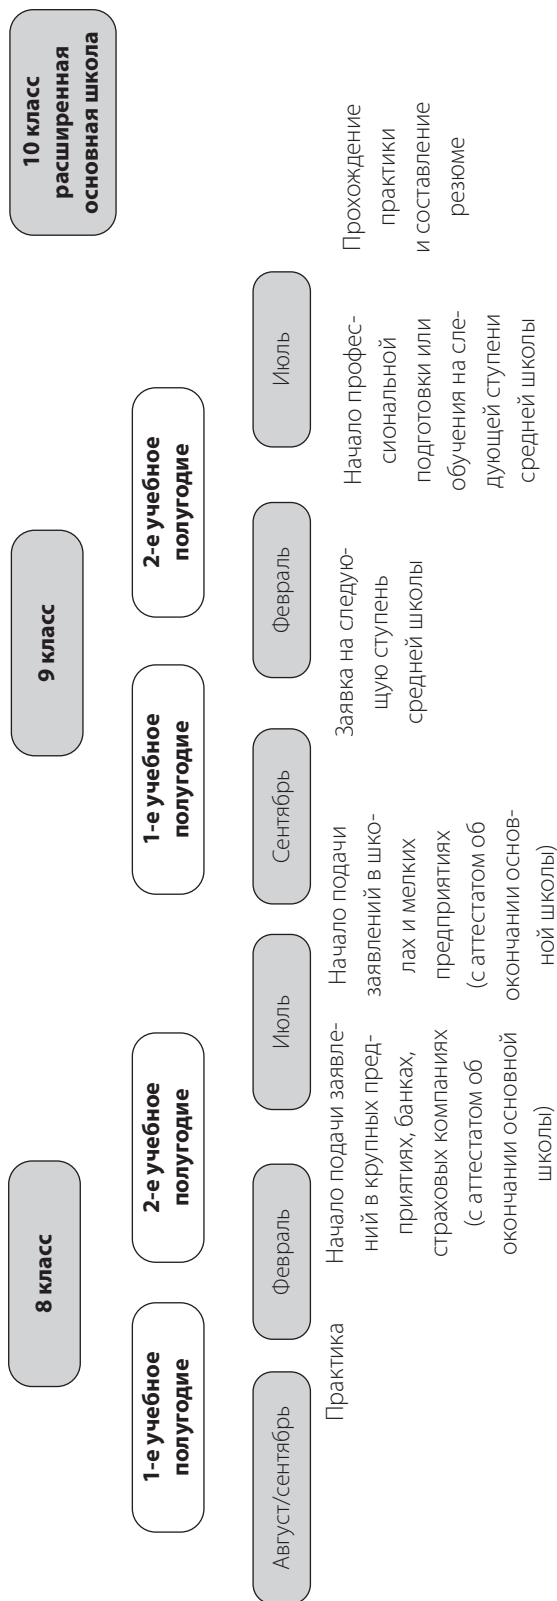 8 класс
9 класс
10 класс
расширенная
основная школа
1-е учебное
полугодие
2-е учебное
полугодие
1-е учебное
полугодие
2-е учебное
полугодие
Август/сентябрь
Февраль
Июль
Сентябрь
Февраль
Июль
Практика
Начало подачи заявле-
ний в крупных пред-
приятиях, банках,
страховых компаниях
(с аттестатом об
окончании основной
школы)
Начало подачи
заявлений в шко-
лах и мелких
предприятиях
(с аттестатом об
окончании основ-
ной школы)
Заявка на следую-
щую ступень
средней школы
Начало профес-
сиональной
подготовки или
обучения на сле-
дующей ступени
средней школы
Прохождение
практики
и составление
резюме